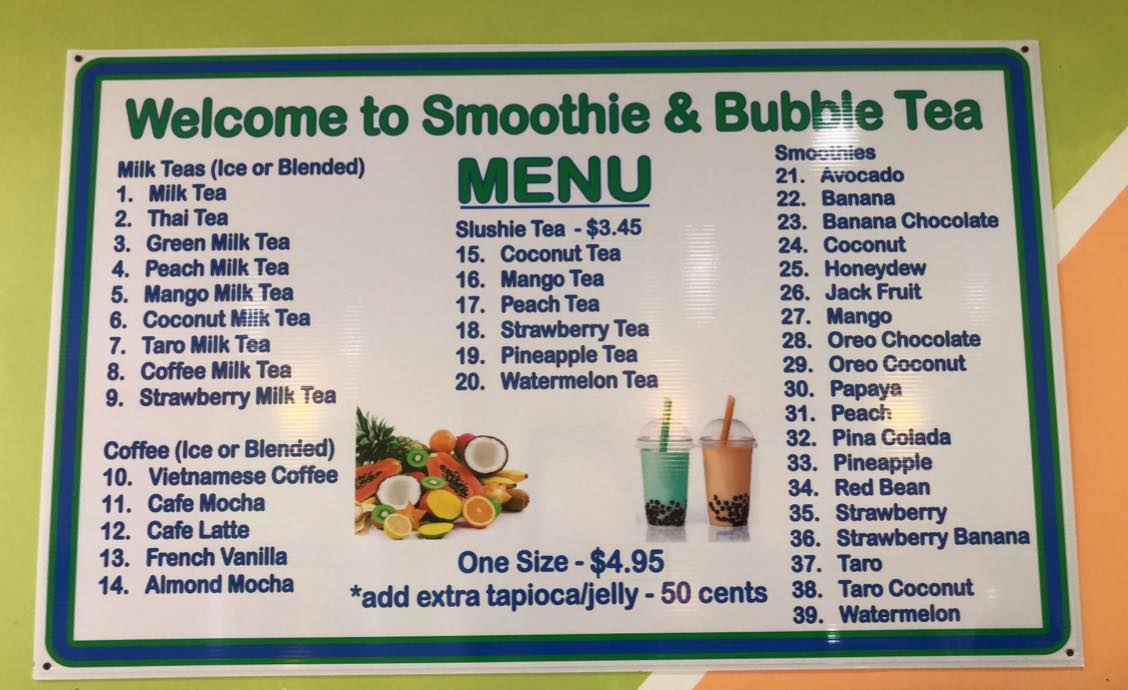 Welcome to Smoothie & Bubble Tea
MENU
Milk Teas (Ice or Blended)
1. Milk Tea
2. Thai Tea
3. Green Milk Tea
4. Peach Milk Tea
5. Mango Milk Tea
6. Coconut Milk Tea
7. Taro Milk Tea
8. Coffee Milk Tea
9. Strawberry Milk Tea
Coffee (Ice or Blended)
10. Vietnamese Coffee
11. Cafe Mocha
12. Cafe Latte
13. French Vanilla
14. Almond Mocha
Slushie Tea - $3.45
15. Coconut Tea
16. Mango Tea
17. Peach Tea
18. Strawberry Tea
19. Pineapple Tea
20. Watermelon Tea
One Size - $4.95
*add extra tapioca/jelly - 50 cents
Smoothies
21. Avocado
22. Banana
23. Banana Chocolate
24. Coconut
25. Honeydew
26. Jack Fruit
27. Mango
28. Oreo Chocolate
29. Oreo Coconut
30. Papaya
31. Peach
32. Pina Colada
33. Pineapple
34. Red Bean
35. Strawberry
36. Strawberry Banana
37. Taro
38. Taro Coconut
39. Watermelon